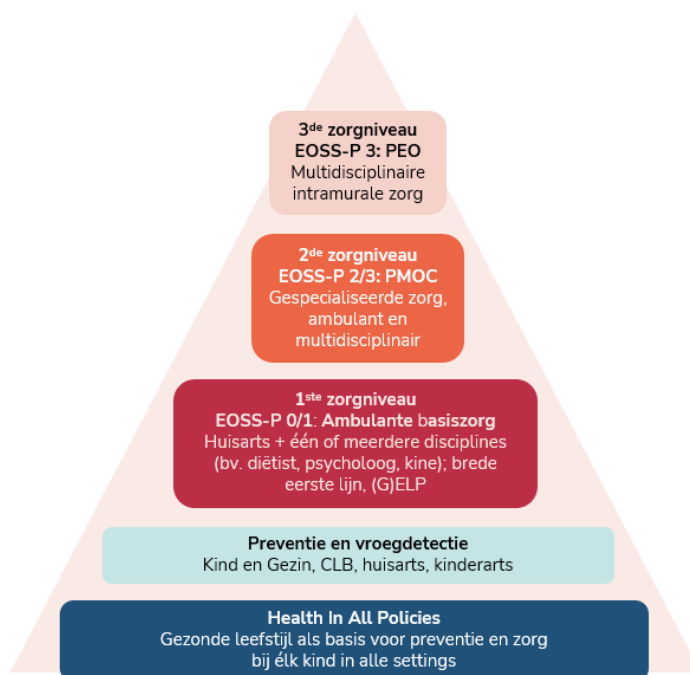 3de zorgniveau
EOSS-P 3: PEO
Multidisciplinaire
intramurale zorg
2de zorgniveau
EOSS-P 2/3: PMOC
Gespecialiseerde zorg,
ambulant en
multidisciplinair
1ste zorgniveau
EOSS-P 0/1: Ambulante basiszorg
Huisarts + één of meerdere disciplines
(bv. diëtist, psycholoog, kine); brede
eerste lijn, (G)ELP
Preventie en vroegdetectie
Kind en Gezin, CLB, huisarts, kinderarts
Health In All Policies
Gezonde leefstijl als basis voor preventie en zorg
bij élk kind in alle settings